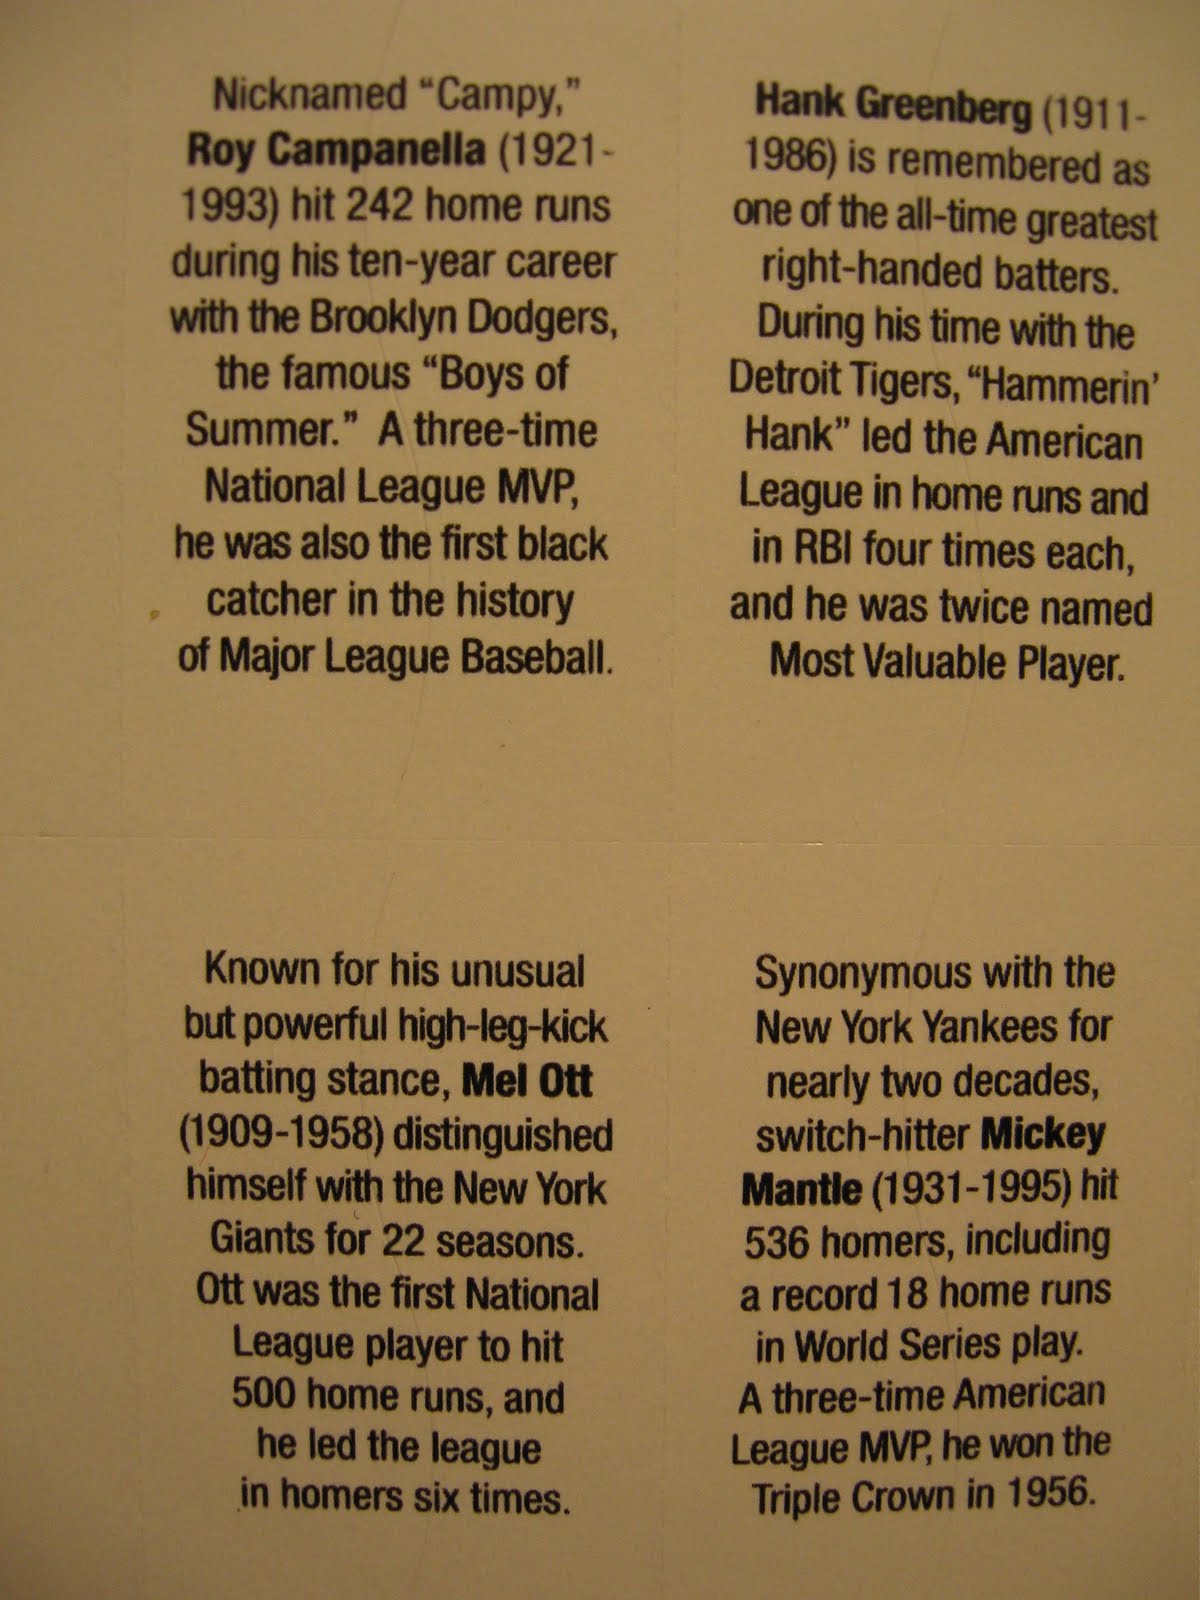 Nicknamed “Campy,”
Roy Campanella (1921-
1993) hit 242 home runs
during his ten-year career
with the Brooklyn Dodgers,
the famous “Boys of
Summer.” A three-time
National League MVP,
he was also the first black
catcher in the history
of Major League Baseball.
Hank Greenberg (1911-
1986) is remembered as
one of the all-time greatest
right-handed batters.
During his time with the
Detroit Tigers, “Hammerin’
Hank” led the American
League in home runs and
in RBI four times each,
and he was twice named
Most Valuable Player.
Known for his unusual
but powerful high-leg-kick
batting stance, Mel Ott
(1909-1958) distinguished
himself with the New York
Giants for 22 seasons.
Ott was the first National
League player to hit
500 home runs, and
he led the league
in homers six times.
Synonymous with the
New York Yankees for
nearly two decades,
switch-hitter Mickey
Mantle (1931-1995) hit
536 homers, including
a record 18 home runs
in World Series play.
A three-time American
League MVP, he won the
Triple Crown in 1956.